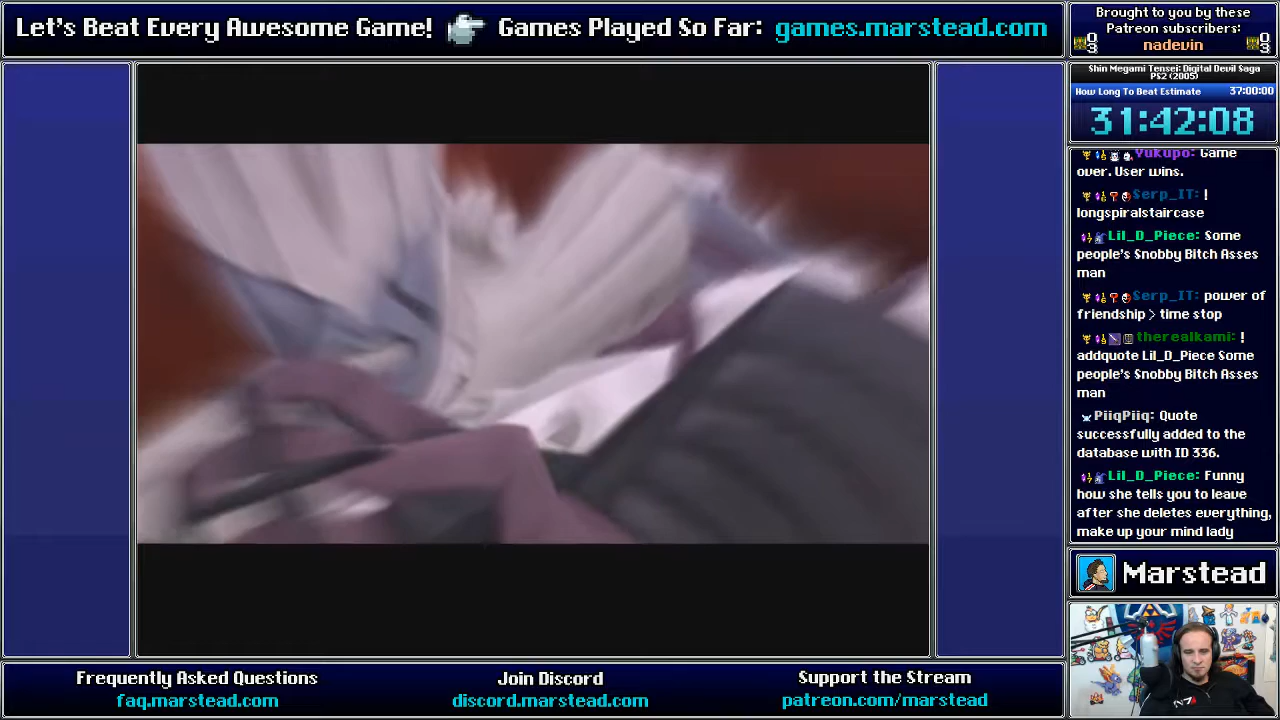 Let's Beat Every Awesome Game! Games Played So Far: games.marstead.com
Brought to you by these
Patreon subscribers:
nadevin
Shin Megami Tensei: Digital Devil Saga
PS2 (2005)
How Long To Beat Estimate 37:00:00
31:42:08
Yukupo: Game
over. User wins.
Serp_IT: !
longspiralstaircase
Lil_D_Piece: Some
people's Snobby Bitch Asses
man
Serp_IT: power of
friendship > time stop
therealkami: !
addquote Lil_D_Piece Some
people's Snobby Bitch Asses
man
PiiqPiiq: Quote
successfully added to the
database with ID 336.
Lil_D_Piece: Funny
how she tells you to leave
after she deletes everything,
make up your mind lady
Marstead
Frequently Asked Questions
faq.marstead.com
Join Discord
discord.marstead.com
Support the Stream
patreon.com/marstead